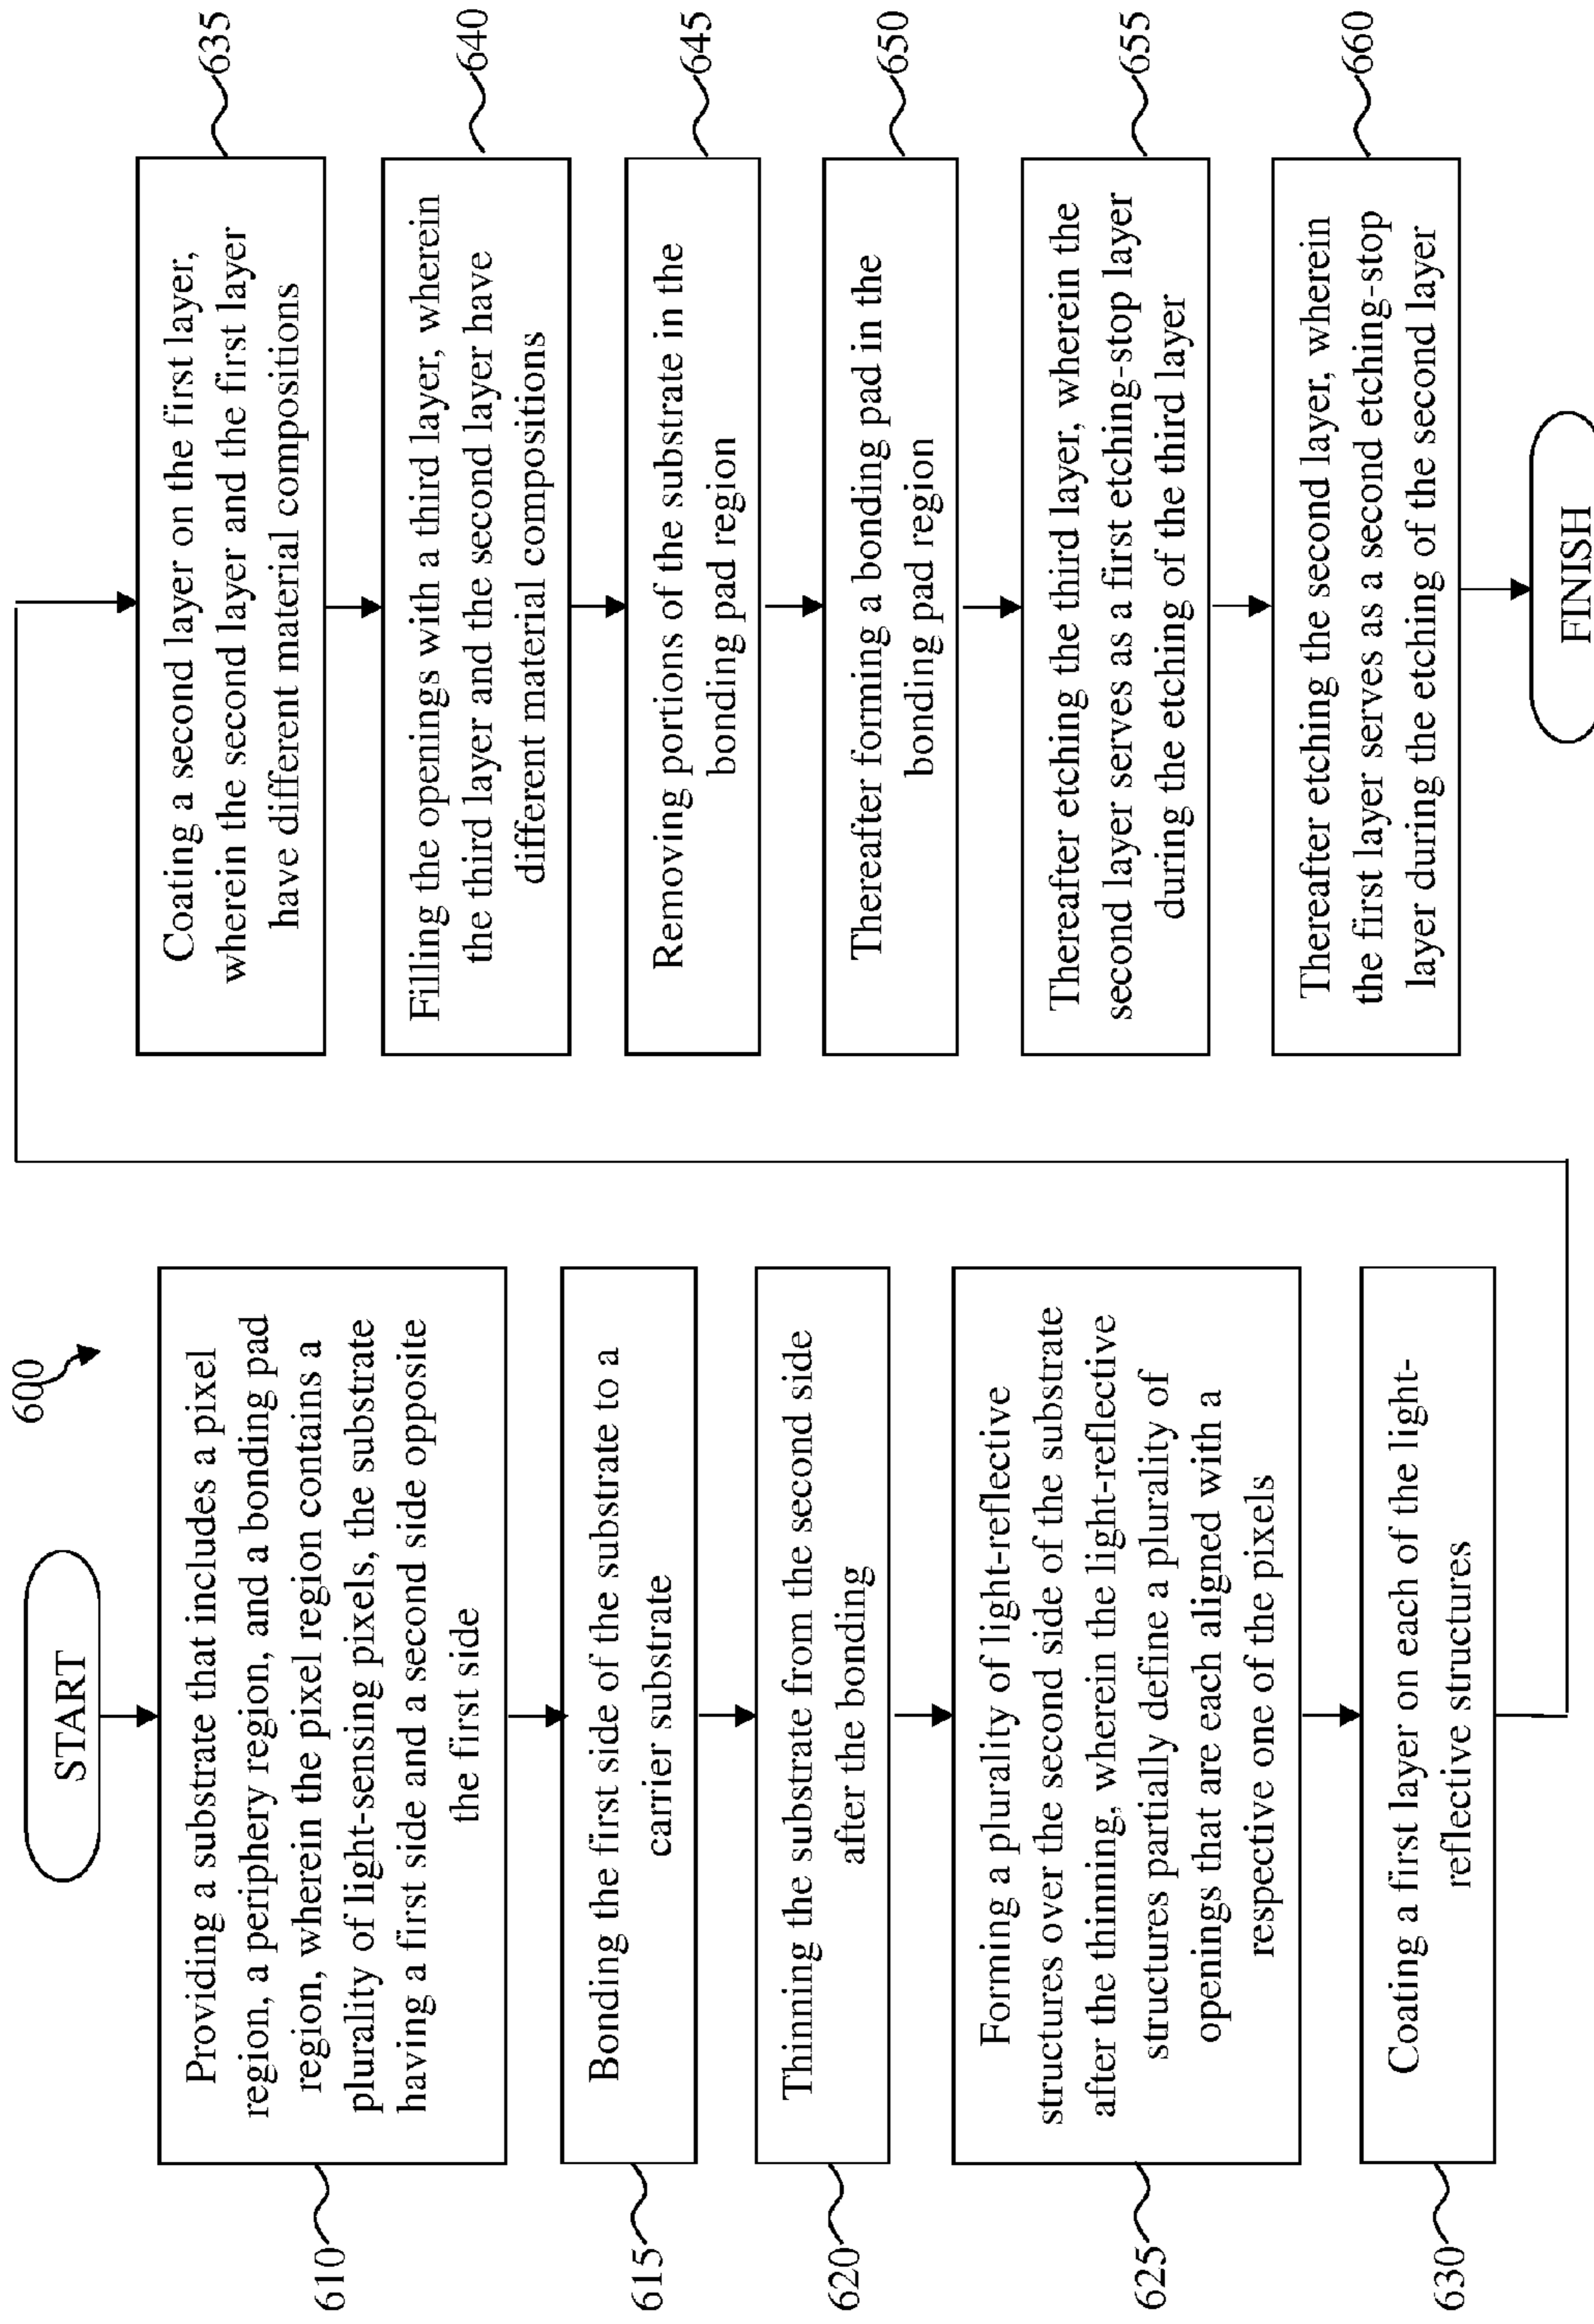 600
START
Providing a substrate that includes a pixel
region, a periphery region, and a bonding pad
region, wherein the pixel region contains a
plurality of light-sensing pixels, the substrate
having a first side and a second side opposite
the first side
610
Bonding the first side of the substrate to a
carrier substrate
615
Thinning the substrate from the second side
after the bonding
620
Forming a plurality of light-reflective
structures over the second side of the substrate
after the thinning, wherein the light-reflective
structures partially define a plurality of
openings that are each aligned with a
respective one of the pixels
625
Coating a first layer on each of the light-
reflective structures
630
Coating a second layer on the first layer,
wherein the second layer and the first layer
have different material compositions
635
Filling the openings with a third layer, wherein
the third layer and the second layer have
different material compositions
640
Removing portions of the substrate in the
bonding pad region
645
Thereafter forming a bonding pad in the
bonding pad region
650
Thereafter etching the third layer, wherein the
second layer serves as a first etching-stop layer
during the etching of the third layer
655
Thereafter etching the second layer, wherein
the first layer serves as a second etching-stop
layer during the etching of the second layer
660
FINISH